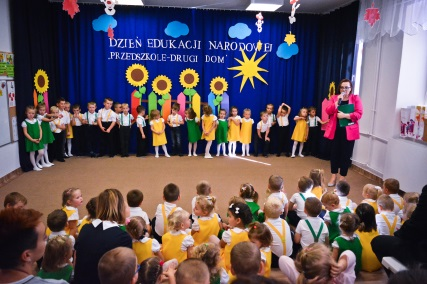 DZIEŃ EDUKACJI NARODOWEJ
„PRZEDSZKOLE-DRUGI DOM"